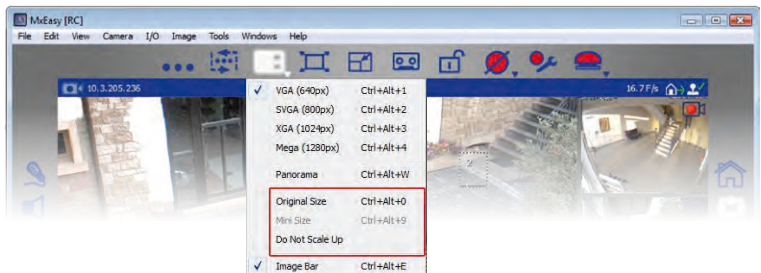 MxEasy [RC]
File Edit View Camera I/O Image Tools Windows Help
10.3.205.236
16.7 F/s
VGA (640px) Ctrl+Alt+1
SVGA (800px) Ctrl+Alt+2
XGA (1024px) Ctrl+Alt+3
Mega (1280px) Ctrl+Alt+4
Panorama Ctrl+Alt+W
Original Size Ctrl+Alt+0
Mini Size Ctrl+Alt+9
Do Not Scale Up
Image Bar Ctrl+Alt+E